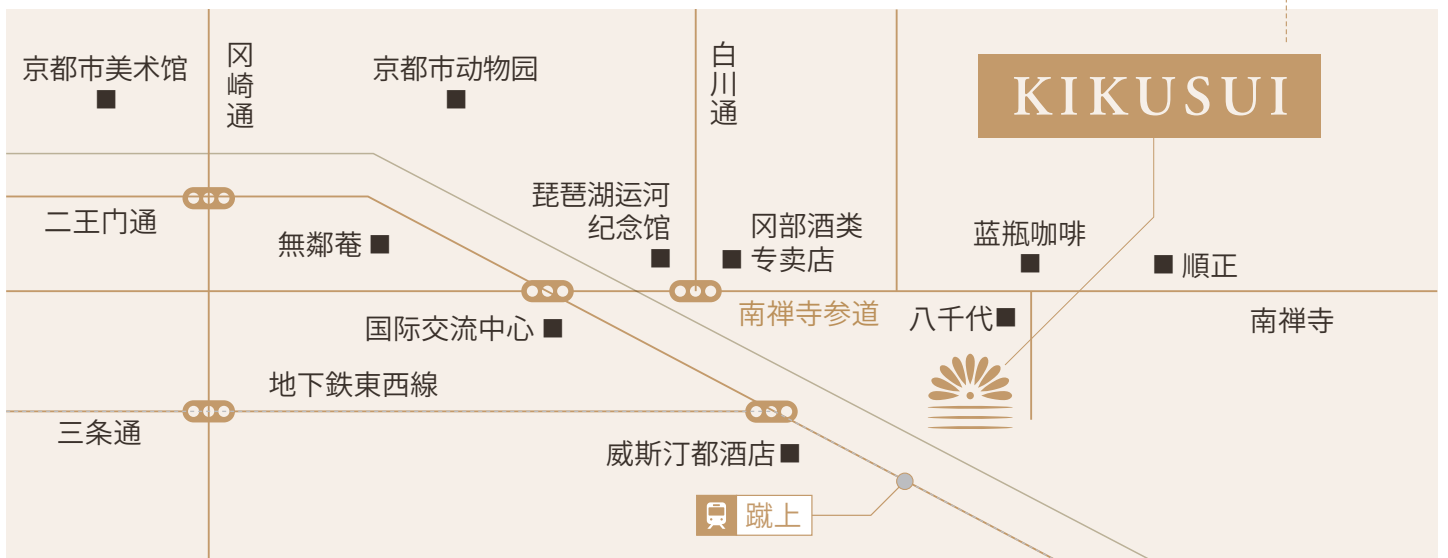 京都市美术馆
冈崎通
京都市动物园
白川通
KIKUSUI
二王门通
無鄰菴
琵琶湖运河
纪念馆
冈部酒类
专卖店
蓝瓶咖啡
順正
国际交流中心
南禅寺参道
八千代
南禅寺
地下鉄東西線
三条通
威斯汀都酒店
蹴上